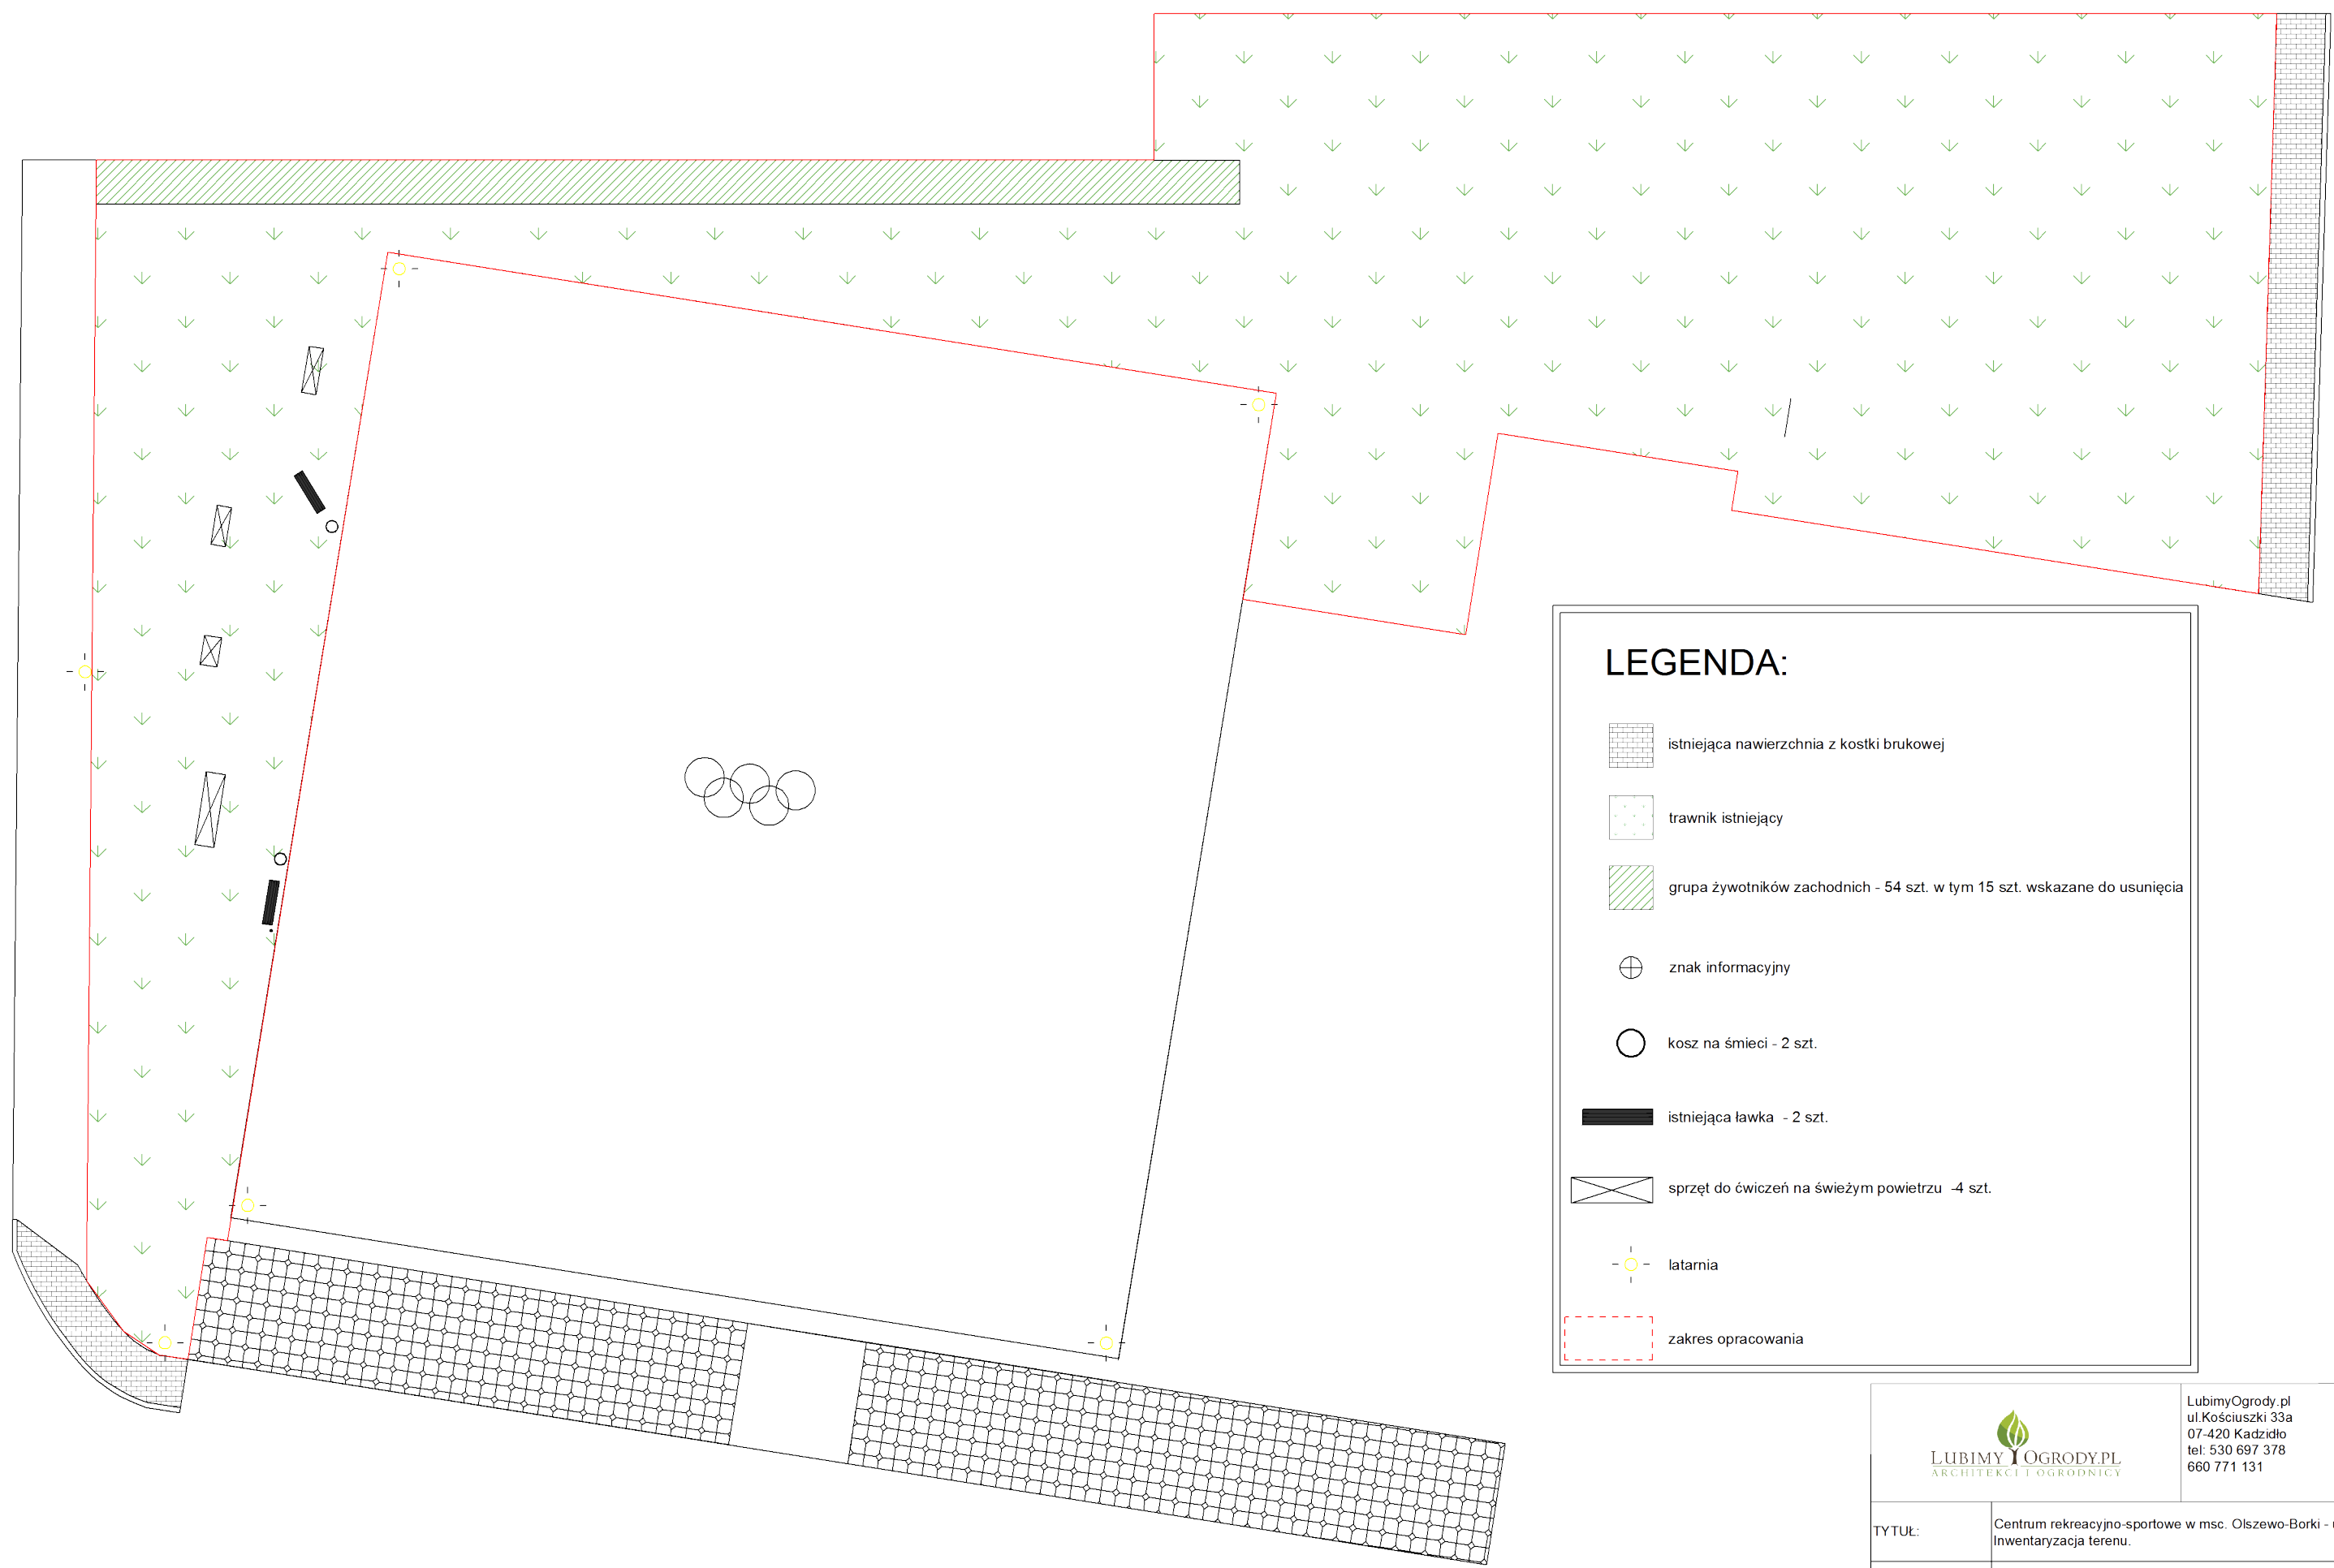 LEGENDA:
istniejąca nawierzchnia z kostki brukowej
trawnik istniejący
grupa żywotników zachodnich - 54 szt. w tym 15 szt. wskazane do usunięcia
znak informacyjny
kosz na śmieci - 2 szt.
istniejąca ławka - 2 szt.
sprzęt do ćwiczeń na świeżym powietrzu -4 szt.
latarnia
zakres opracowania
LUBIMY OGRODY.PL
ARCHITEKCI I OGRODNICY
LubimyOgrody.pl
ul.Kościuszki 33a
07-420 Kadzidło
tel: 530 697 378
660 771 131
TYTUŁ:
Centrum rekreacyjno-sportowe w msc. Olszewo-Borki -
Inwentaryzacja terenu.